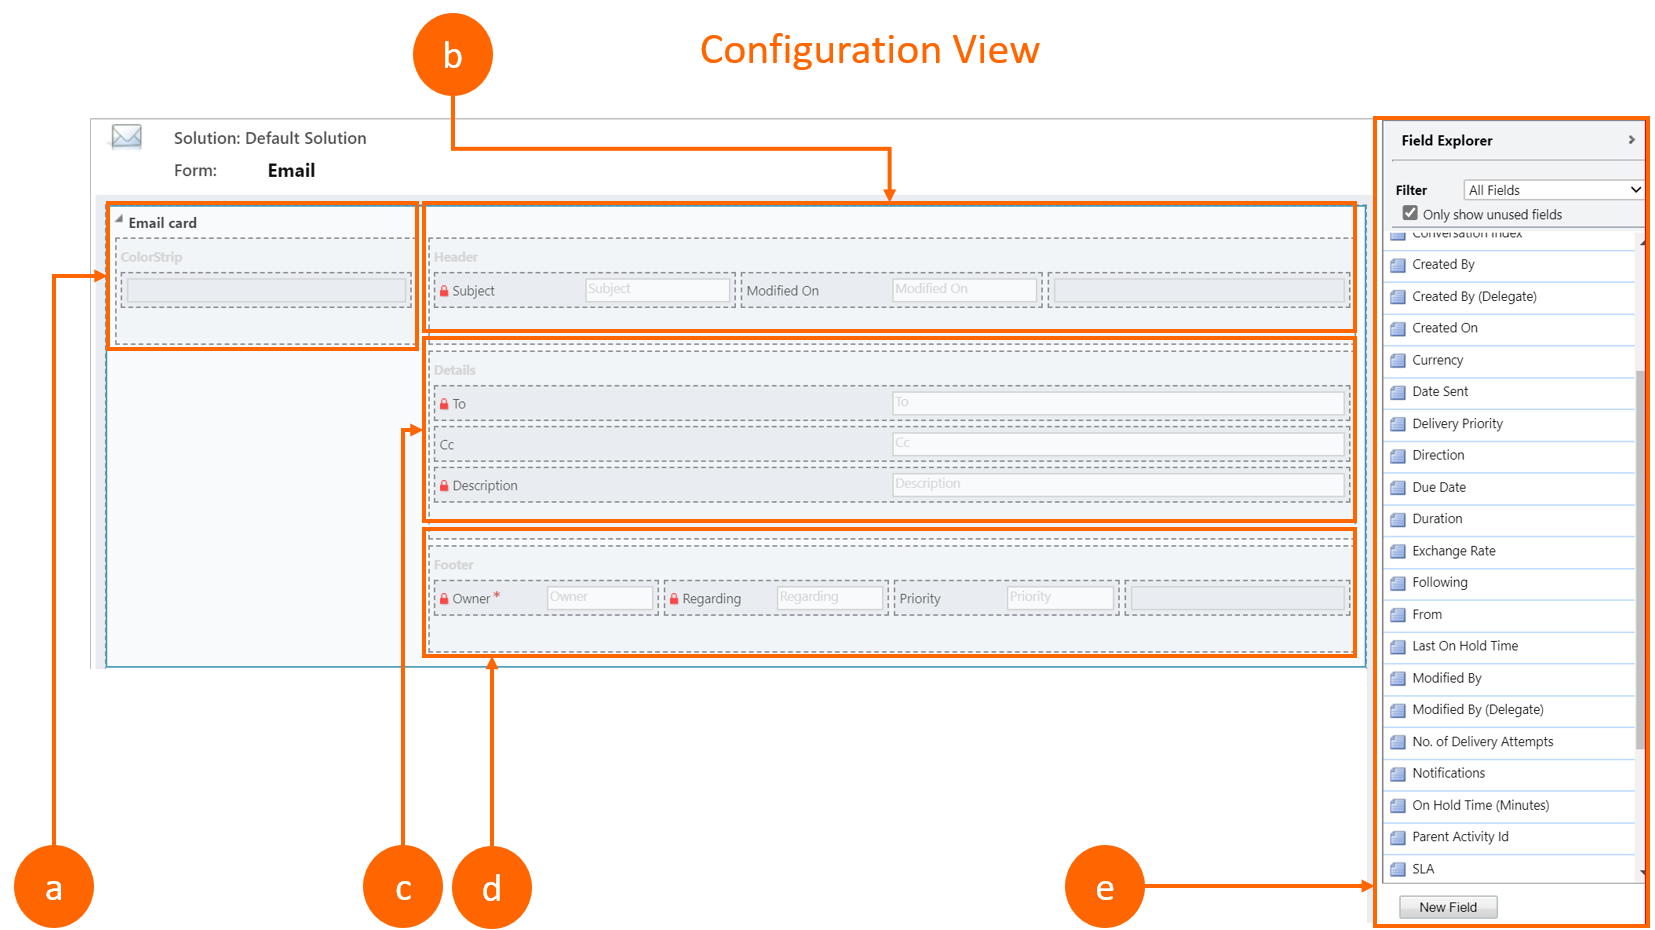 Configuration View
b
Solution: Default Solution
Form: Email
Email card
ColorStrip
Header
Subject Subject Modified On Modified On
Details
To To
Cc Cc
Description Description
Footer
Owner* Owner Regarding Regarding Priority Priority
a
c
d
e
Field Explorer
Filter All Fields
Only show unused fields
Conversation Index
Created By
Created By (Delegate)
Created On
Currency
Date Sent
Delivery Priority
Direction
Due Date
Duration
Exchange Rate
Following
From
Last On Hold Time
Modified By
Modified By (Delegate)
No. of Delivery Attempts
Notifications
On Hold Time (Minutes)
Parent Activity Id
SLA
New Field